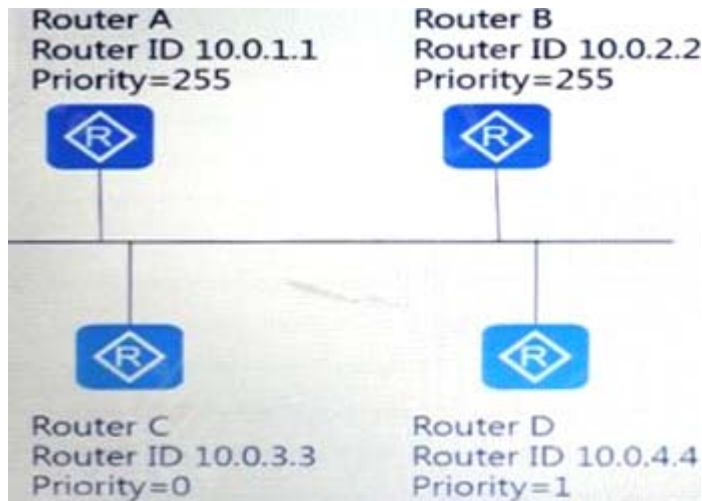 Router A
Router ID 10.0.1.1
Priority=255
Router B
Router ID 10.0.2.2
Priority=255
R
R
R
R
Router C
Router ID 10.0.3.3
Priority=0
Router D
Router ID 10.0.4.4
Priority=1